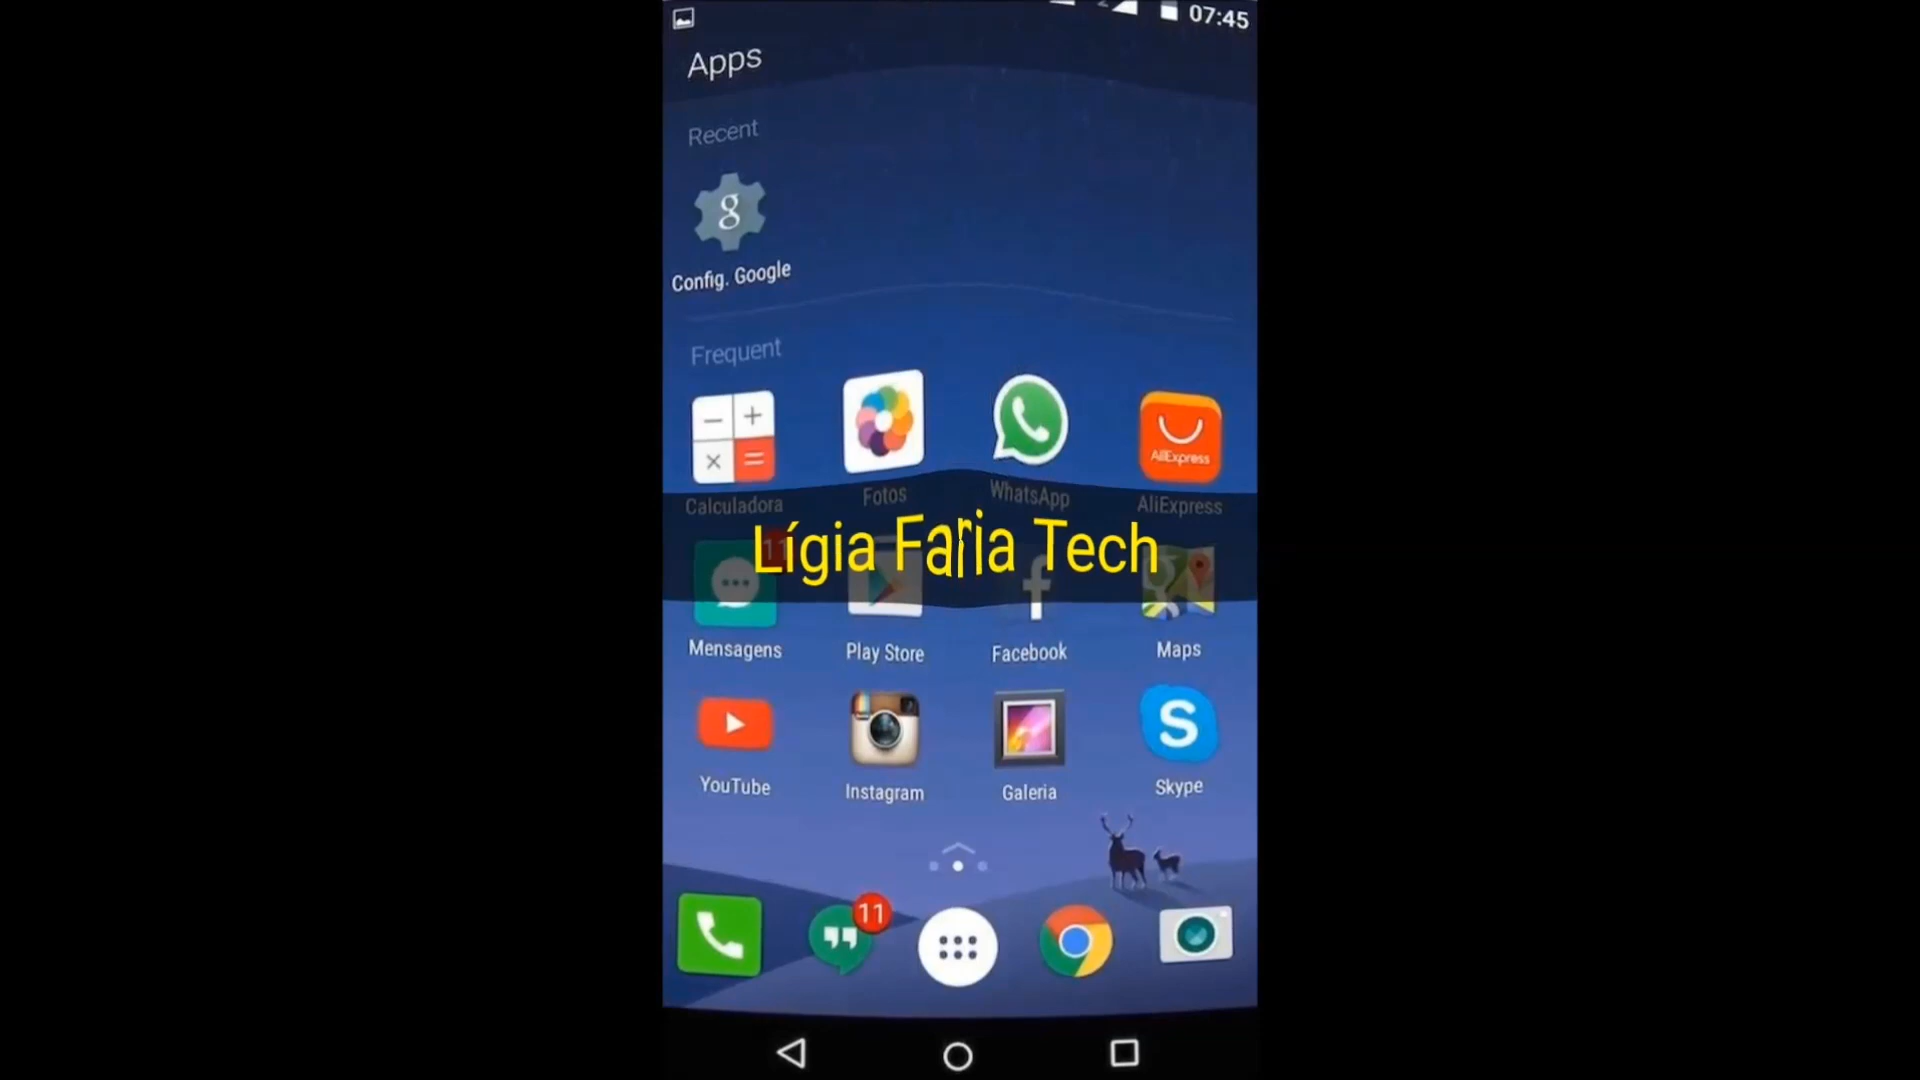 07:45
Apps
Recent
g
Config. Google
Frequent
AliExpress
Calculadora Fotos WhatsApp AliExpress
11
Lígia Faria Tech
Mensagens Play Store Facebook Maps
YouTube Instagram Galeria Skype
11